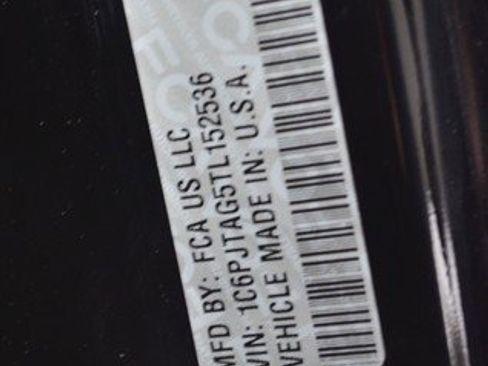 MFD BY: FCA US LLC
VIN: 1C6PJTAG5TL152536
VEHICLE MADE IN: U.S.A.